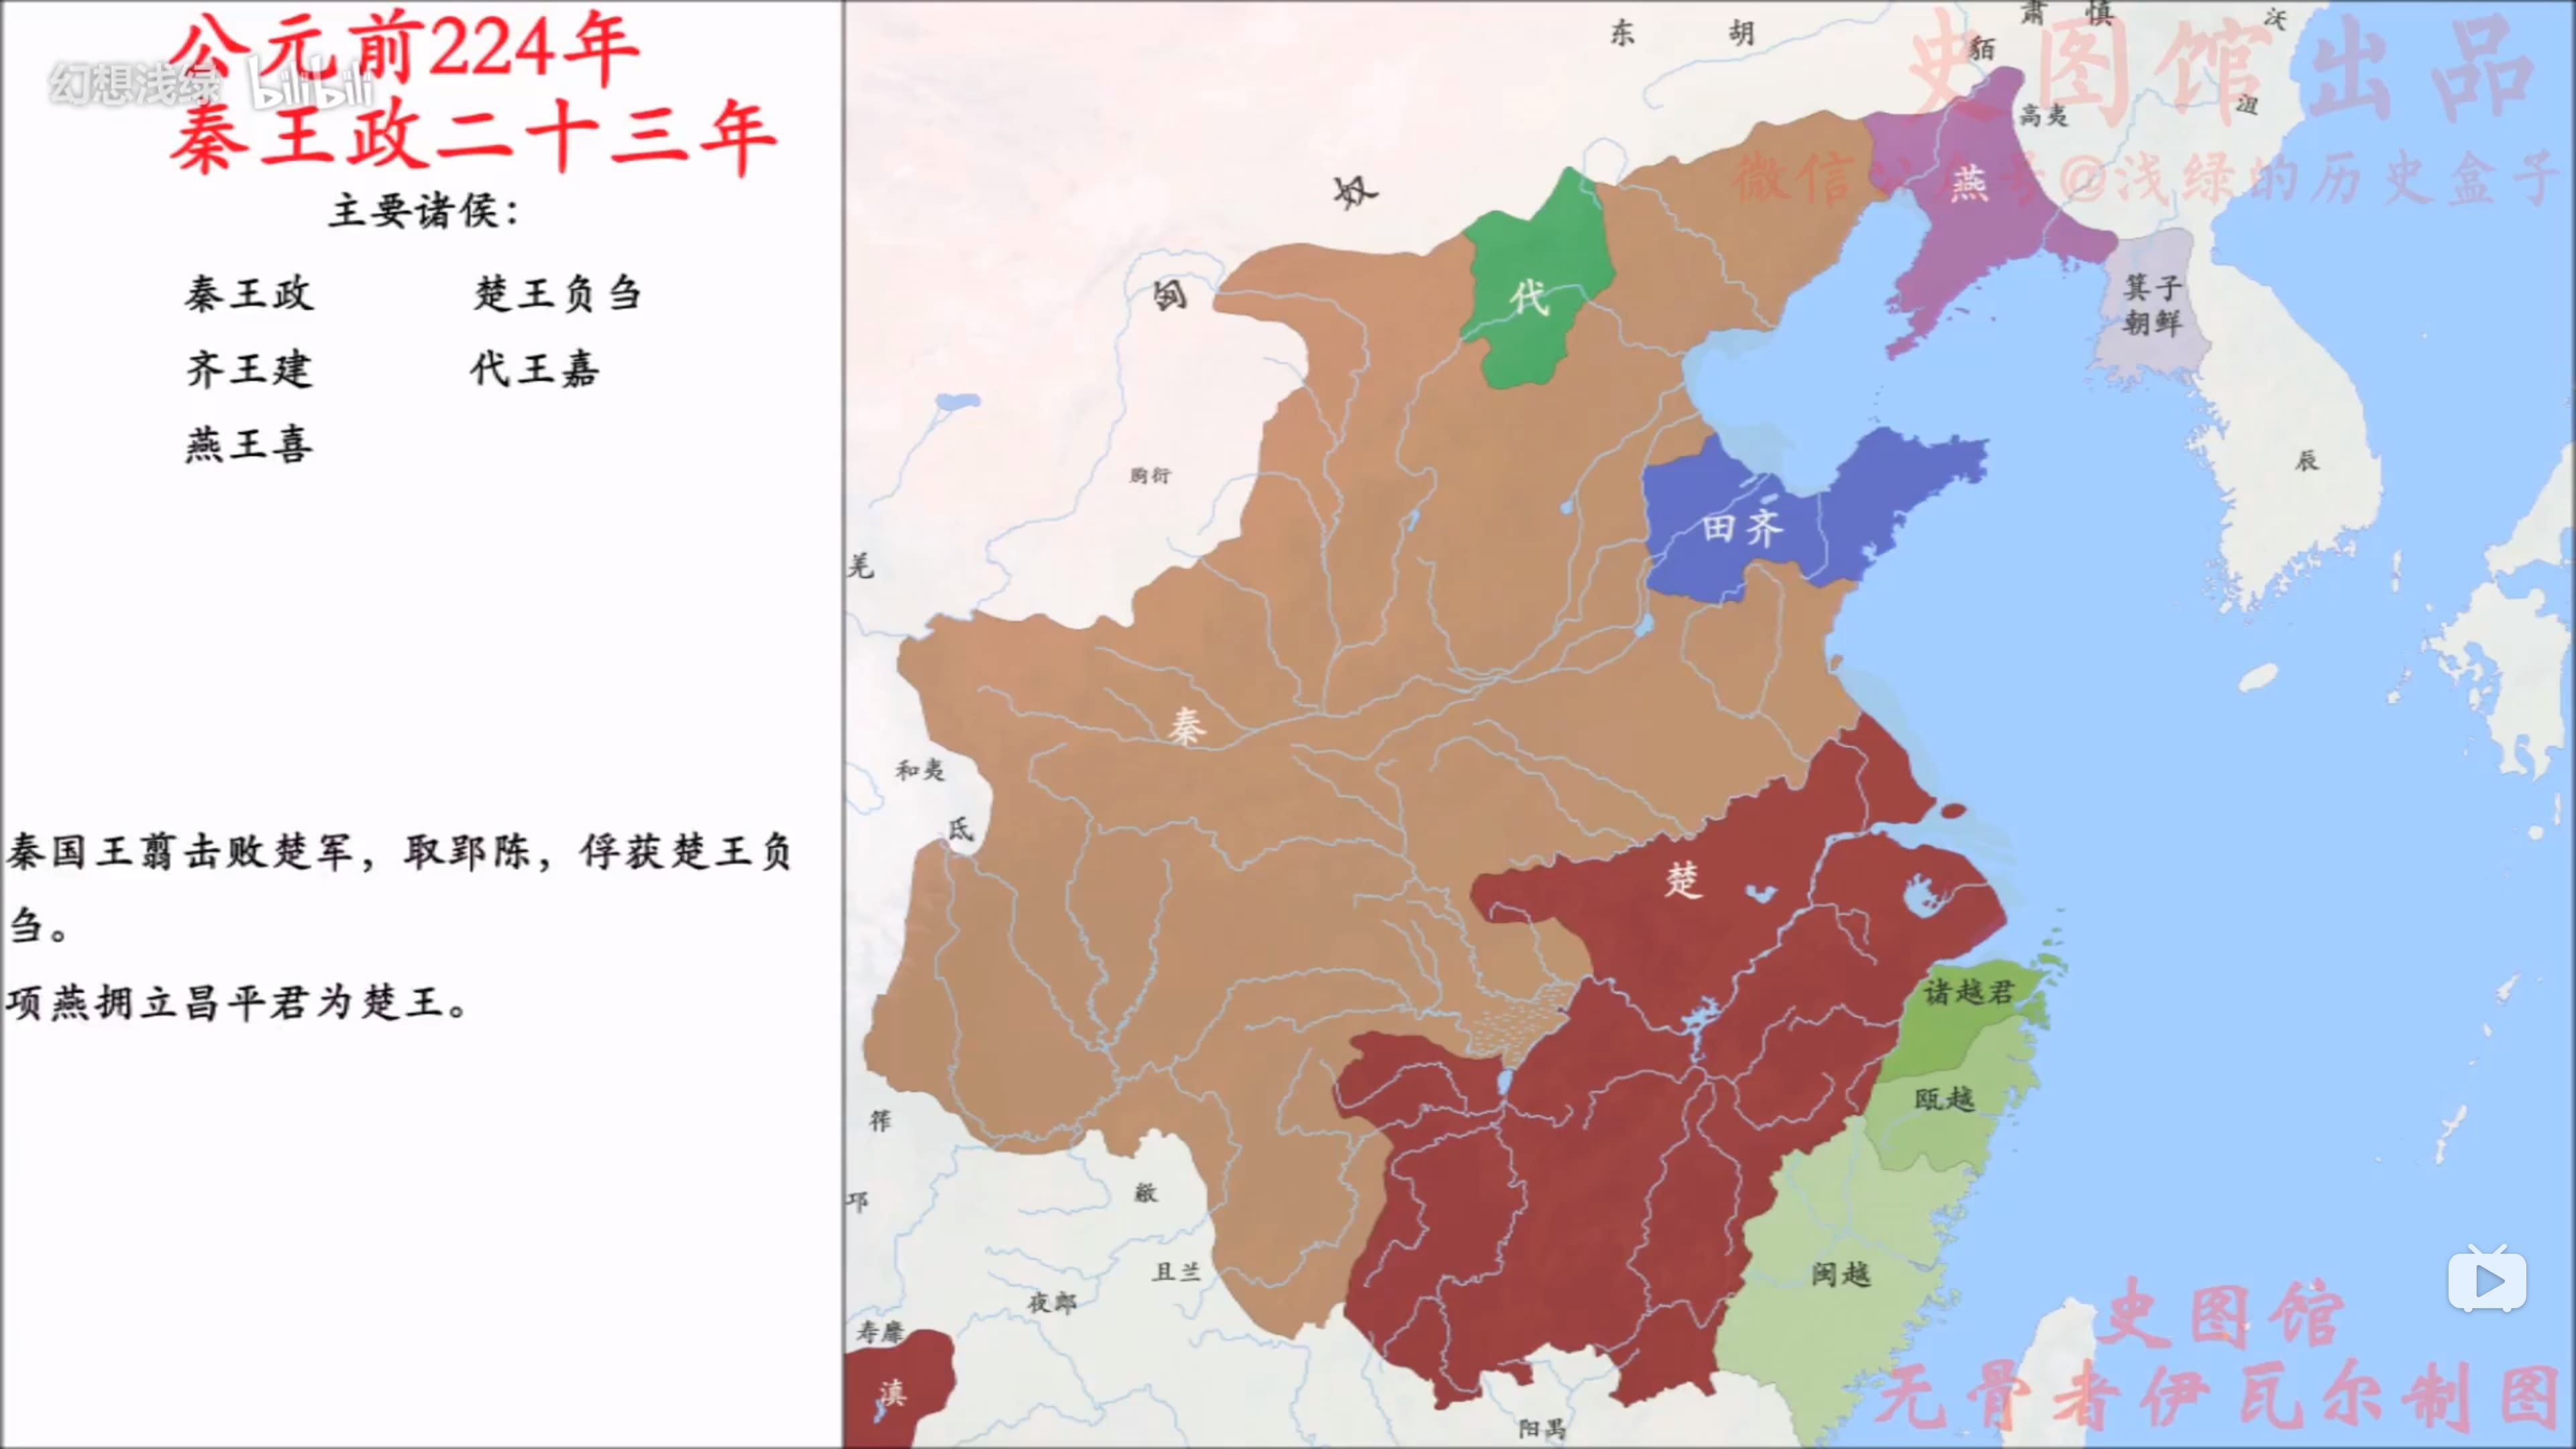 公元前224年
幻想浅绿 bilibili
秦王政二十三年
主要诸侯：
秦王政 楚王负刍
齐王建 代王嘉
燕王喜
秦国王翦击败楚军，取郢陈，俘获楚王负
刍。
项燕拥立昌平君为楚王。
史图馆出品
微信公众号@浅绿的历史盒子
东胡
肃慎
沃
貊
高夷
沮
燕
奴
匈
代
箕子
朝鲜
朐衍
辰
田齐
羌
秦
和夷
氐
楚
诸越君
瓯越
筰
邛
敝
且兰
夜郎
闽越
寿靡
滇
阳禺
史图馆
无骨者伊瓦尔制图